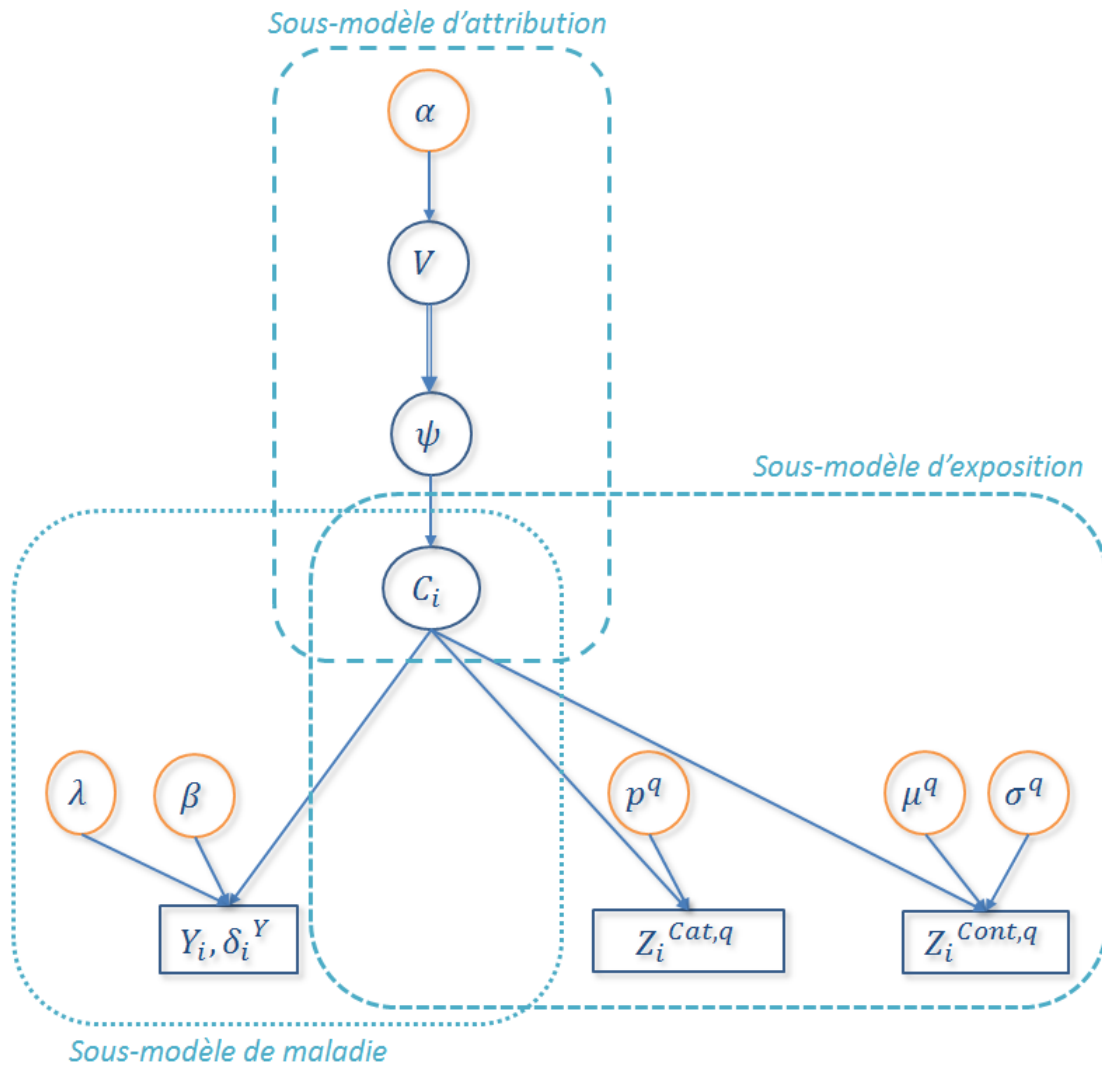 Sous-modèle d'attribution
α
V
ψ
Sous-modèle d'exposition
C_i
λ
β
p^q
μ^q
σ^q
Y_i, δ_i^Y
Z_i^{Cat,q}
Z_i^{Cont,q}
Sous-modèle de maladie